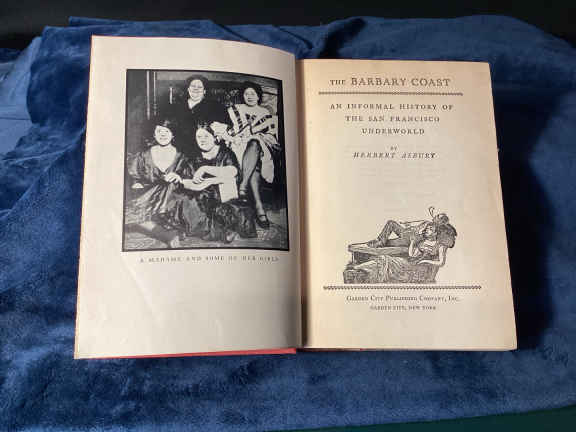 A MADAME AND SOME OF HER GIRLS
THE BARBARY COAST
AN INFORMAL HISTORY OF
THE SAN FRANCISCO
UNDERWORLD
BY
HERBERT ASBURY
GARDEN CITY PUBLISHING COMPANY, INC.
GARDEN CITY, NEW YORK